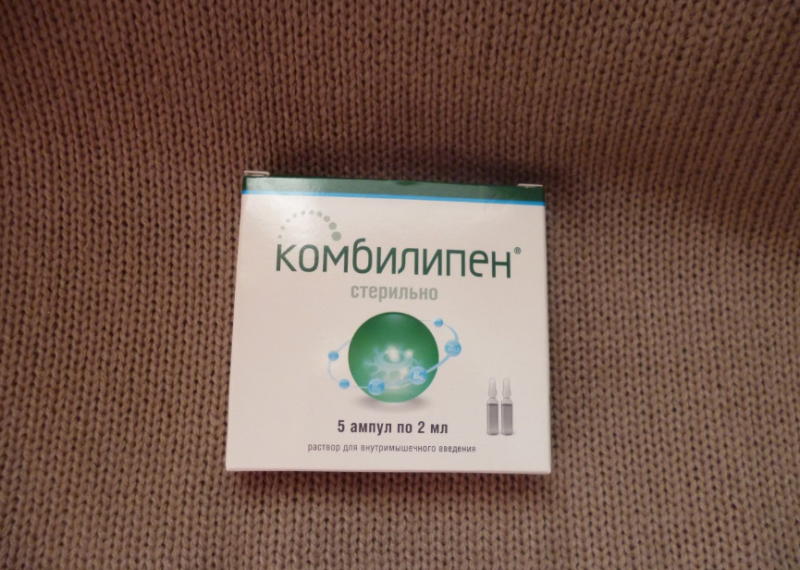 комбилипен®
стерильно
5 ампул по 2 мл
раствор для внутримышечного введения